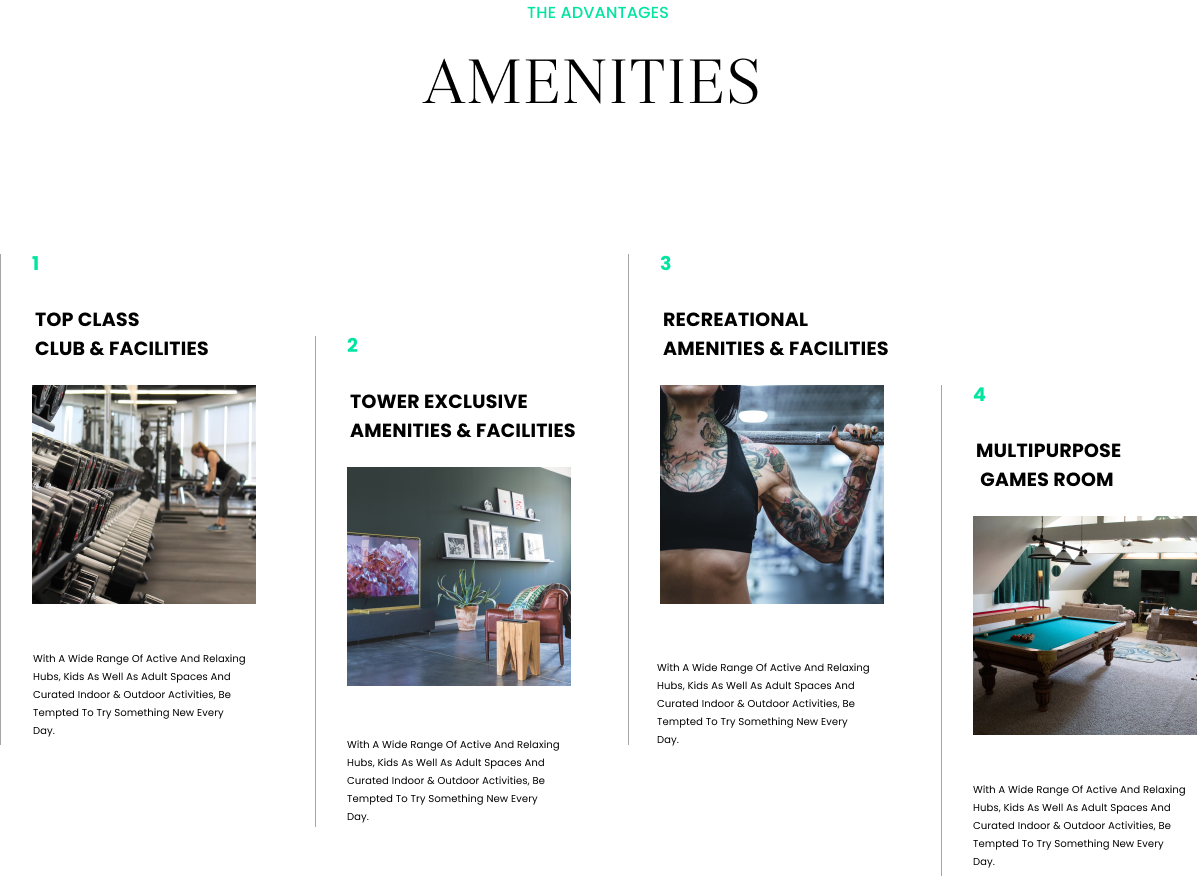 THE ADVANTAGES
AMENITIES
1
TOP CLASS
CLUB & FACILITIES
With A Wide Range Of Active And Relaxing
Hubs, Kids As Well As Adult Spaces And
Curated Indoor & Outdoor Activities, Be
Tempted To Try Something New Every
Day.
2
TOWER EXCLUSIVE
AMENITIES & FACILITIES
With A Wide Range Of Active And Relaxing
Hubs, Kids As Well As Adult Spaces And
Curated Indoor & Outdoor Activities, Be
Tempted To Try Something New Every
Day.
3
RECREATIONAL
AMENITIES & FACILITIES
With A Wide Range Of Active And Relaxing
Hubs, Kids As Well As Adult Spaces And
Curated Indoor & Outdoor Activities, Be
Tempted To Try Something New Every
Day.
4
MULTIPURPOSE
GAMES ROOM
With A Wide Range Of Active And Relaxing
Hubs, Kids As Well As Adult Spaces And
Curated Indoor & Outdoor Activities, Be
Tempted To Try Something New Every
Day.